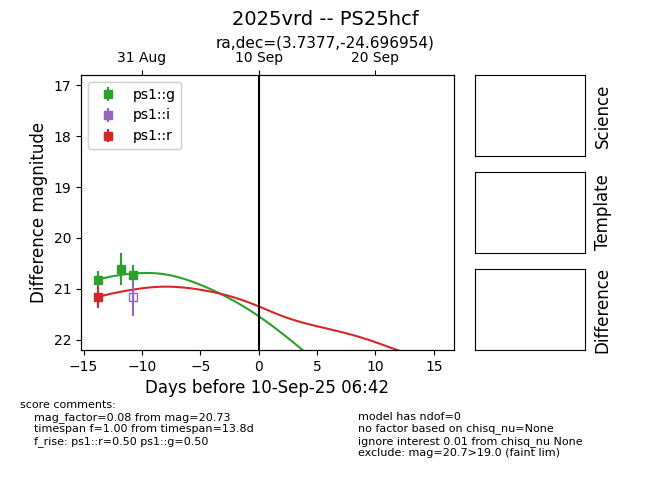 2025vrd -- PS25hcf
ra,dec=(3.7377,-24.696954)
31 Aug
10 Sep
20 Sep
ps1::g
ps1::i
ps1::r
17
18
19
20
21
22
Difference magnitude
−15
−10
−5
0
5
10
15
Days before 10-Sep-25 06:42
Science
Template
Difference
score comments:
mag_factor=0.08 from mag=20.73
timespan f=1.00 from timespan=13.8d
f_rise: ps1::r=0.50 ps1::g=0.50
model has ndof=0
no factor based on chisq_nu=None
ignore interest 0.01 from chisq_nu None
exclude: mag=20.7>19.0 (faint lim)